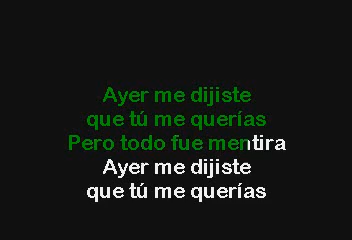 Ayer me dijiste
que tú me querías
Pero todo fue mentira
Ayer me dijiste
que tú me querías